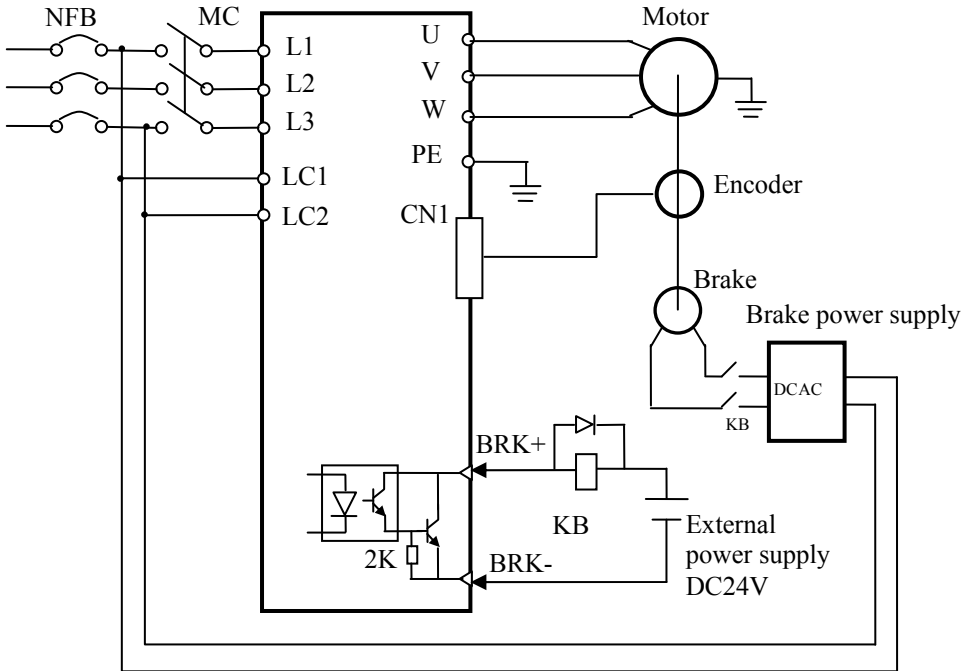 NFB
MC
L1
L2
L3
LC1
LC2
U
V
W
PE
CN1
Motor
Encoder
Brake
Brake power supply
DCAC
KB
BRK+
KB
2K
BRK-
External
power supply
DC24V